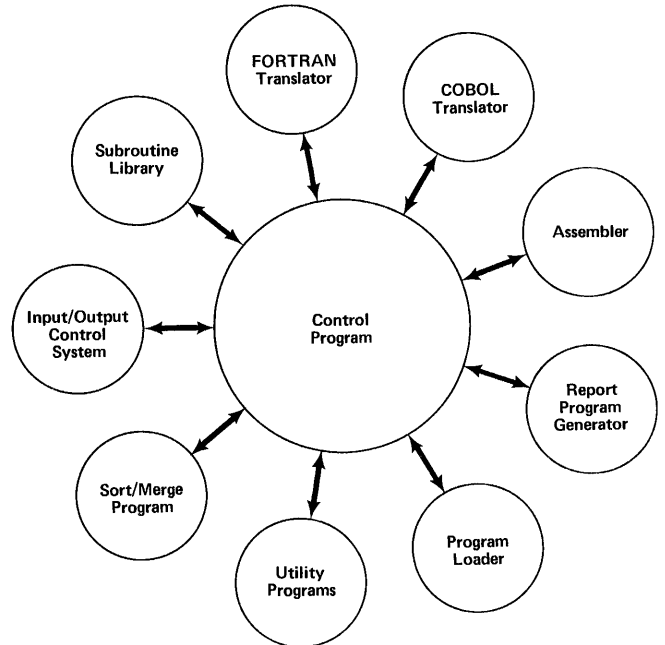 FORTRAN
Translator
COBOL
Translator
Subroutine
Library
Assembler
Input/Output
Control
System
Control
Program
Report
Program
Generator
Sort/Merge
Program
Program
Loader
Utility
Programs